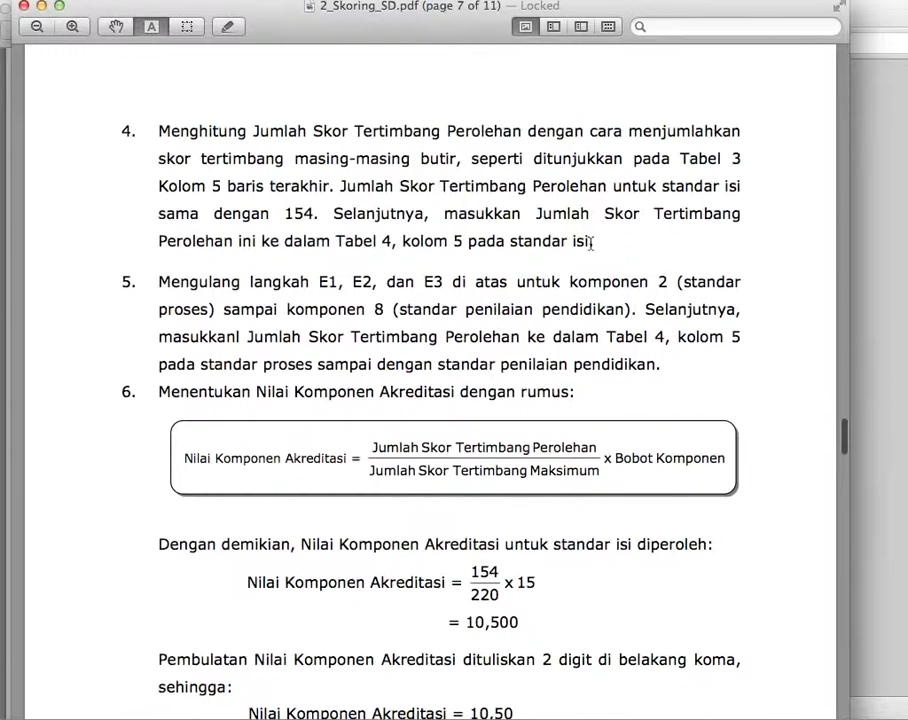 2_Skoring_SD.pdf (page 7 of 11) — Locked
4. Menghitung Jumlah Skor Tertimbang Perolehan dengan cara menjumlahkan
skor tertimbang masing-masing butir, seperti ditunjukkan pada Tabel 3
Kolom 5 baris terakhir. Jumlah Skor Tertimbang Perolehan untuk standar isi
sama dengan 154. Selanjutnya, masukkan Jumlah Skor Tertimbang
Perolehan ini ke dalam Tabel 4, kolom 5 pada standar isi.
5. Mengulang langkah E1, E2, dan E3 di atas untuk komponen 2 (standar
proses) sampai komponen 8 (standar penilaian pendidikan). Selanjutnya,
masukkanl Jumlah Skor Tertimbang Perolehan ke dalam Tabel 4, kolom 5
pada standar proses sampai dengan standar penilaian pendidikan.
6. Menentukan Nilai Komponen Akreditasi dengan rumus:
Jumlah Skor Tertimbang Perolehan
Nilai Komponen Akreditasi = x Bobot Komponen
Jumlah Skor Tertimbang Maksimum
Dengan demikian, Nilai Komponen Akreditasi untuk standar isi diperoleh:
154
Nilai Komponen Akreditasi = x 15
220
= 10,500
Pembulatan Nilai Komponen Akreditasi dituliskan 2 digit di belakang koma,
sehingga:
Nilai Komponen Akreditasi = 10,50